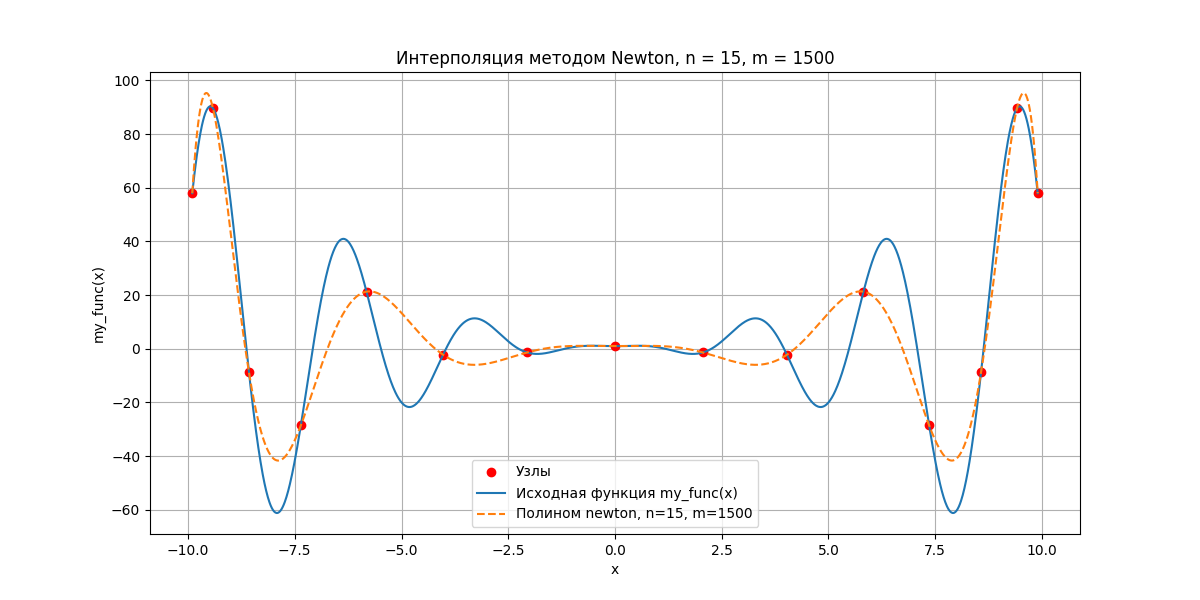 Интерполяция методом Newton, n = 15, m = 1500
my_func(x)
100
80
60
40
20
0
−20
−40
−60
Узлы
Исходная функция my_func(x)
Полином newton, n=15, m=1500
−10.0 −7.5 −5.0 −2.5 0.0 2.5 5.0 7.5 10.0
x